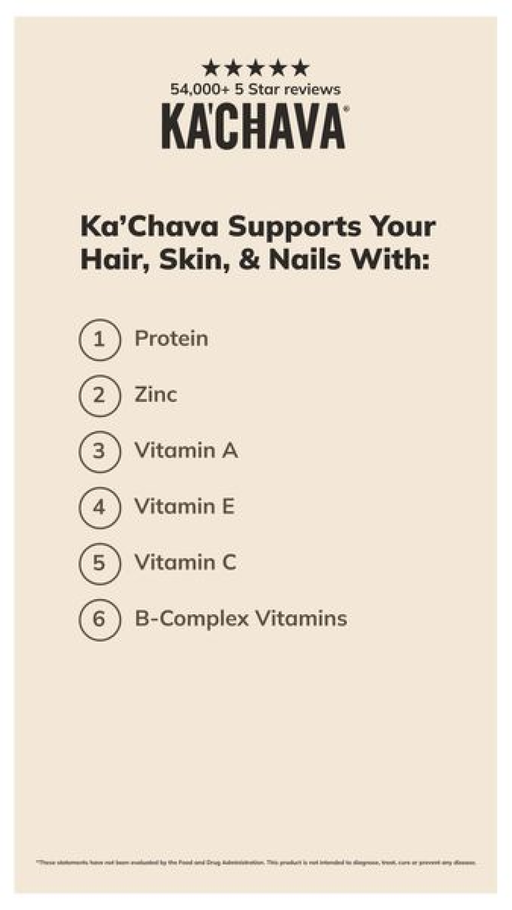 ★★★★★
54,000+ 5 Star reviews
KA'CHAVA®
Ka’Chava Supports Your
Hair, Skin, & Nails With:
1 Protein
2 Zinc
3 Vitamin A
4 Vitamin E
5 Vitamin C
6 B-Complex Vitamins
*These statements have not been evaluated by the Food and Drug Administration. This product is not intended to diagnose, treat, cure or prevent any disease.